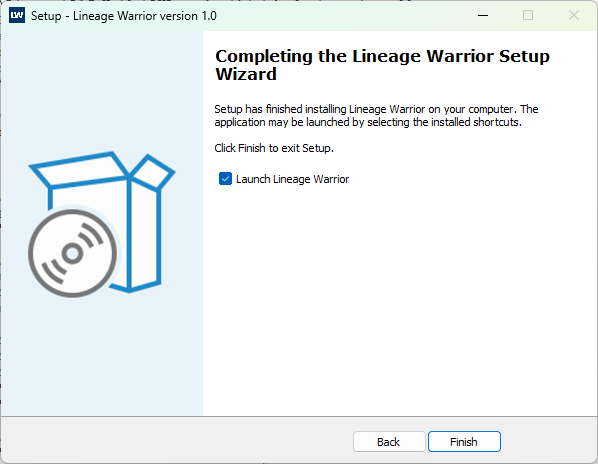 LW Setup - Lineage Warrior version 1.0
Completing the Lineage Warrior Setup
Wizard
Setup has finished installing Lineage Warrior on your computer. The
application may be launched by selecting the installed shortcuts.
Click Finish to exit Setup.
Launch Lineage Warrior
Back Finish